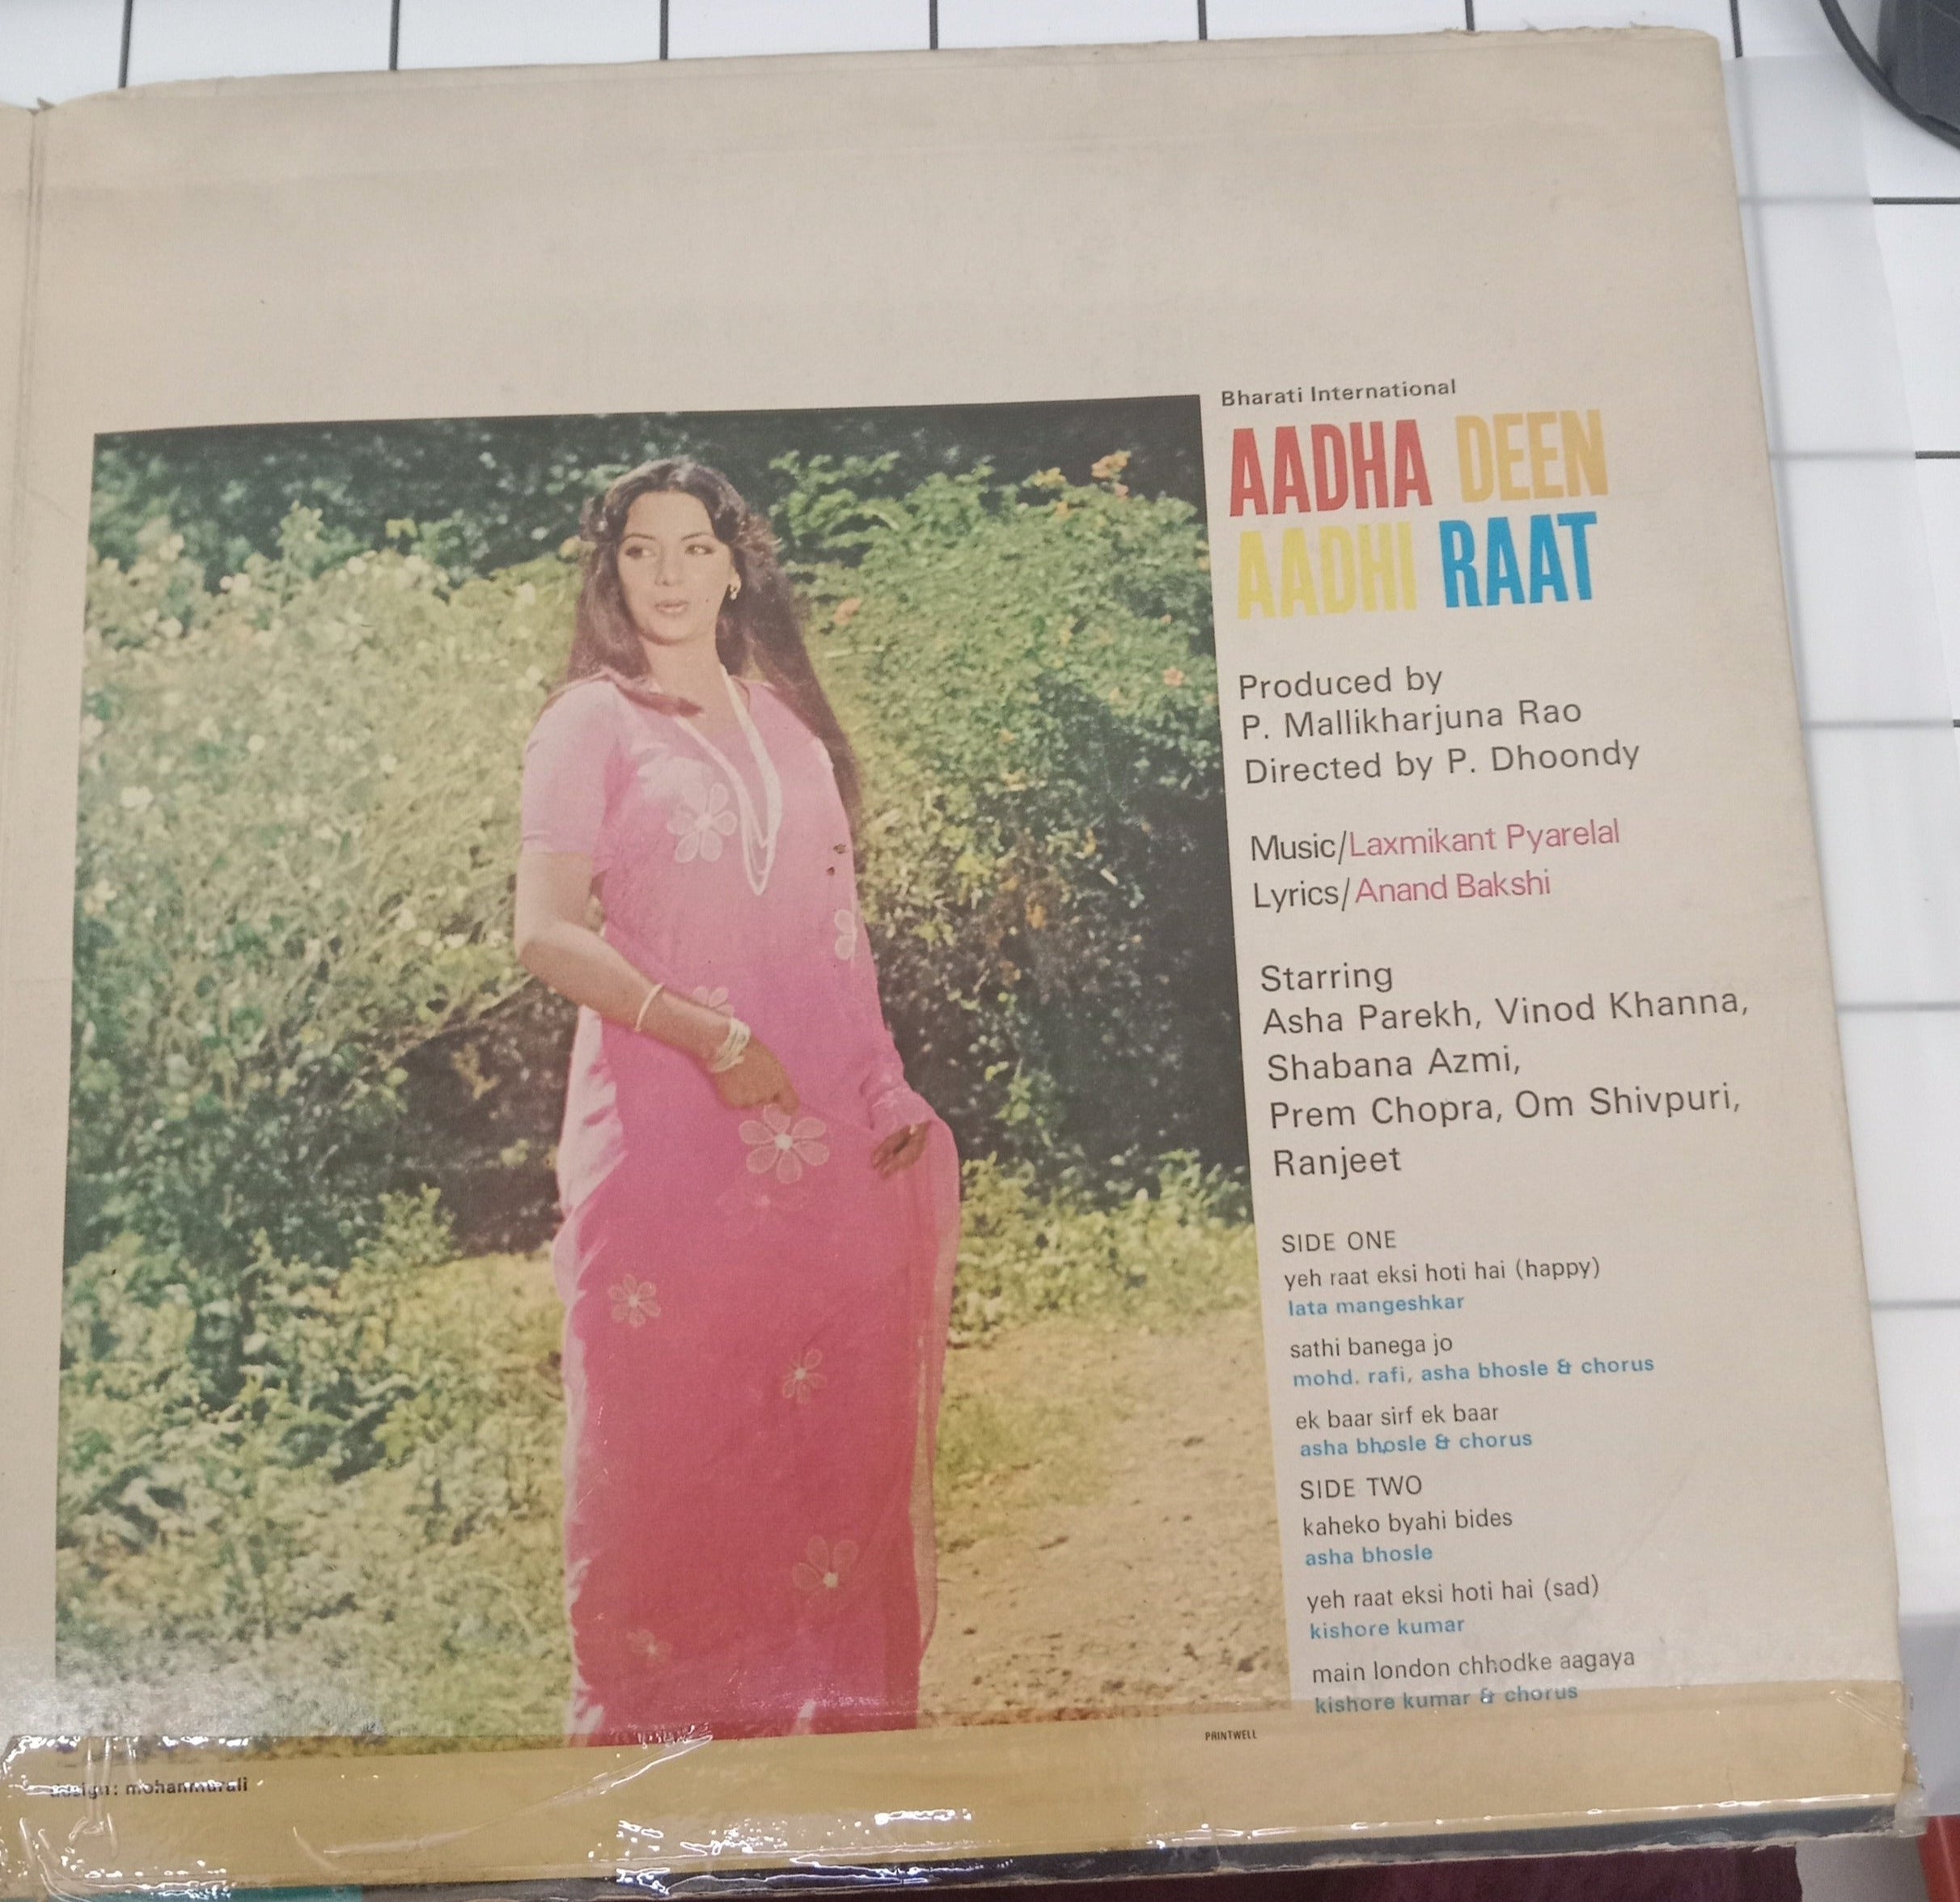 Bharati International
AADHA DEEN
AADHI RAAT
Produced by
P. Mallikharjuna Rao
Directed by P. Dhoondy
Music/Laxmikant Pyarelal
Lyrics/Anand Bakshi
Starring
Asha Parekh, Vinod Khanna,
Shabana Azmi,
Prem Chopra, Om Shivpuri,
Ranjeet
SIDE ONE
yeh raat eksi hoti hai (happy)
lata mangeshkar
sathi banega jo
mohd. rafi, asha bhosle & chorus
ek baar sirf ek baar
asha bhosle & chorus
SIDE TWO
kaheko byahi bides
asha bhosle
yeh raat eksi hoti hai (sad)
kishore kumar
main london chhodke aagaya
kishore kumar & chorus
PRINTWELL
design: mohanmurali